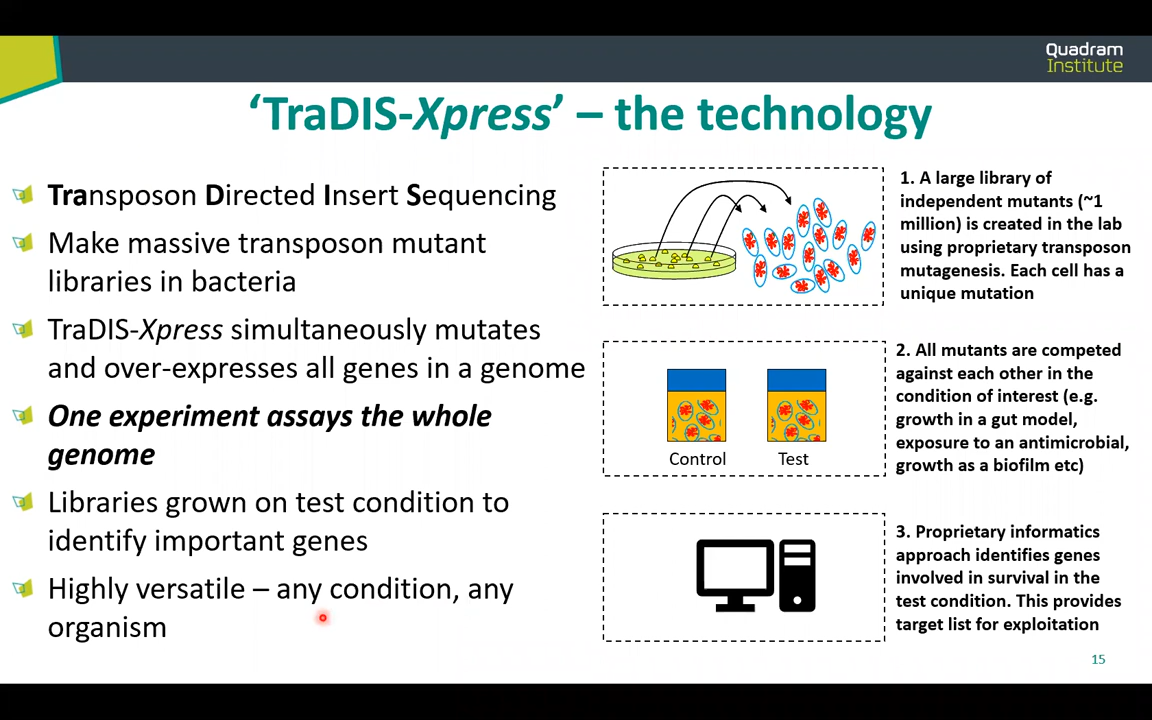 Quadram
Institute
‘TraDIS-Xpress’ – the technology
Transposon Directed Insert Sequencing
Make massive transposon mutant
libraries in bacteria
TraDIS-Xpress simultaneously mutates
and over-expresses all genes in a genome
One experiment assays the whole
genome
Libraries grown on test condition to
identify important genes
Highly versatile – any condition, any
organism
1. A large library of
independent mutants (~1
million) is created in the lab
using proprietary transposon
mutagenesis. Each cell has a
unique mutation
Control
Test
2. All mutants are competed
against each other in the
condition of interest (e.g.
growth in a gut model,
exposure to an antimicrobial,
growth as a biofilm etc)
3. Proprietary informatics
approach identifies genes
involved in survival in the
test condition. This provides
target list for exploitation
15